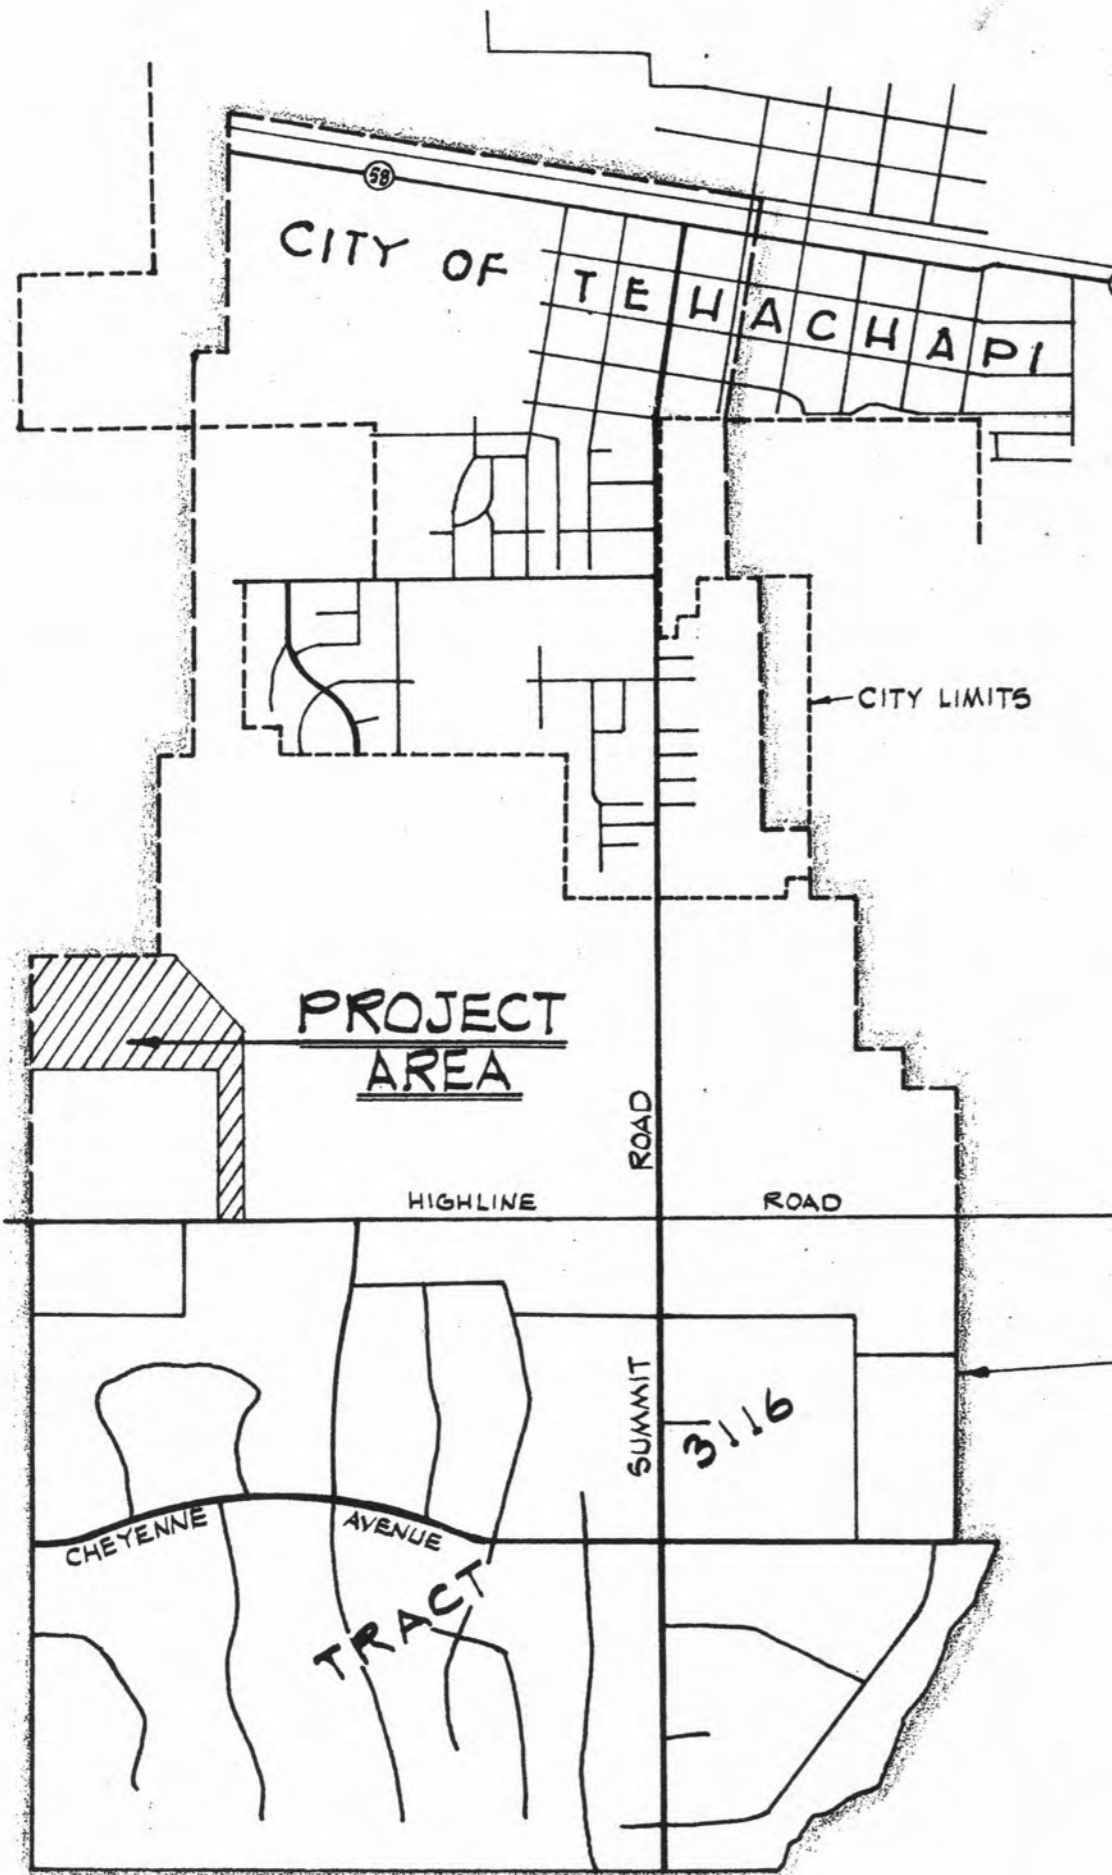 58
CITY OF TEHACHAPI
CITY LIMITS
PROJECT
AREA
ROAD
HIGHLINE ROAD
SUMMIT
3116
CHEYENNE AVENUE
TRACT